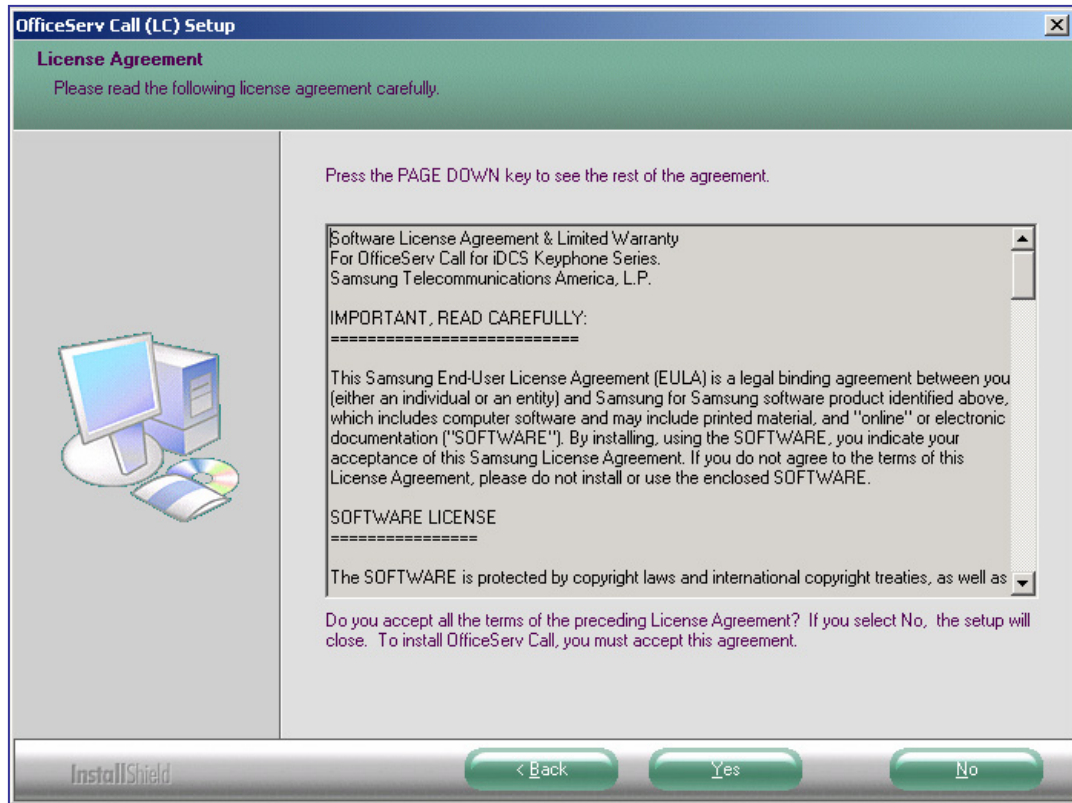 OfficeServ Call (LC) Setup
License Agreement
Please read the following license agreement carefully.
Press the PAGE DOWN key to see the rest of the agreement.
Software License Agreement & Limited Warranty
For OfficeServ Call for iDCS Keyphone Series.
Samsung Telecommunications America, L.P.
IMPORTANT, READ CAREFULLY:
===========================
This Samsung End-User License Agreement (EULA) is a legal binding agreement between you
(either an individual or an entity) and Samsung for Samsung software product identified above,
which includes computer software and may include printed material, and "online" or electronic
documentation ("SOFTWARE"). By installing, using the SOFTWARE, you indicate your
acceptance of this Samsung License Agreement. If you do not agree to the terms of this
License Agreement, please do not install or use the enclosed SOFTWARE.
SOFTWARE LICENSE
================
The SOFTWARE is protected by copyright laws and international copyright treaties, as well as
Do you accept all the terms of the preceding License Agreement? If you select No, the setup will
close. To install OfficeServ Call, you must accept this agreement.
InstallShield
< Back
Yes
No